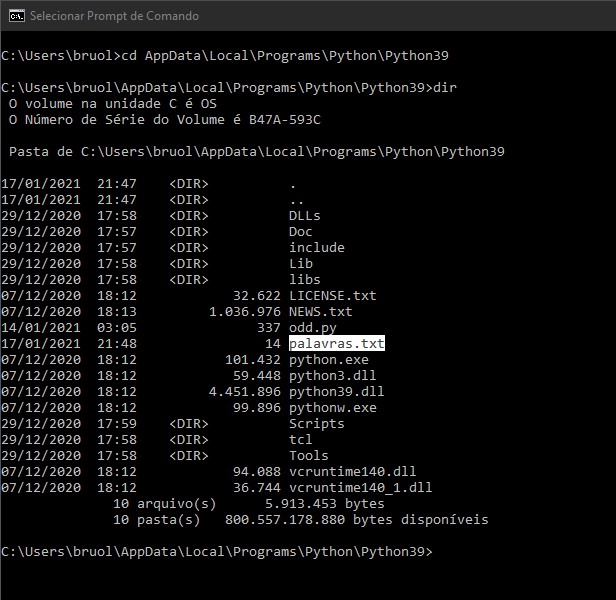 Selecionar Prompt de Comando
C:\Users\bruol>cd AppData\Local\Programs\Python\Python39
C:\Users\bruol\AppData\Local\Programs\Python\Python39>dir
 O volume na unidade C é OS
 O Número de Série do Volume é B47A-593C
 Pasta de C:\Users\bruol\AppData\Local\Programs\Python\Python39
17/01/2021  21:47    <DIR>          .
17/01/2021  21:47    <DIR>          ..
29/12/2020  17:58    <DIR>          DLLs
29/12/2020  17:57    <DIR>          Doc
29/12/2020  17:57    <DIR>          include
29/12/2020  17:58    <DIR>          Lib
29/12/2020  17:58    <DIR>          libs
07/12/2020  18:12            32.622 LICENSE.txt
07/12/2020  18:13         1.036.976 NEWS.txt
14/01/2021  03:05               337 odd.py
17/01/2021  21:48                14 palavras.txt
07/12/2020  18:12           101.432 python.exe
07/12/2020  18:12            59.448 python3.dll
07/12/2020  18:12         4.451.896 python39.dll
07/12/2020  18:12            99.896 pythonw.exe
29/12/2020  17:59    <DIR>          Scripts
29/12/2020  17:58    <DIR>          tcl
29/12/2020  17:58    <DIR>          Tools
07/12/2020  18:12            94.088 vcruntime140.dll
07/12/2020  18:12            36.744 vcruntime140_1.dll
              10 arquivo(s)      5.913.453 bytes
              10 pasta(s)   800.557.178.880 bytes disponíveis
C:\Users\bruol\AppData\Local\Programs\Python\Python39>